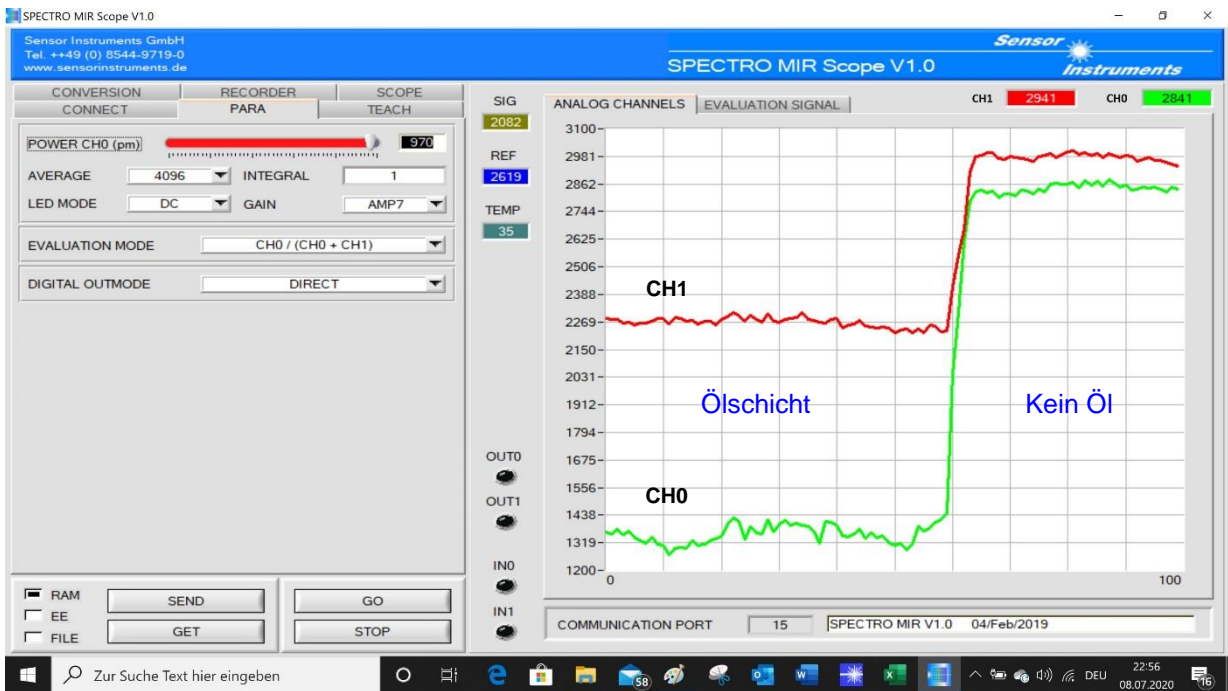 SPECTRO MIR Scope V1.0
Sensor Instruments GmbH
Tel. ++49 (0) 8544-9719-0
www.sensorinstruments.de
SPECTRO MIR Scope V1.0
Sensor
Instruments
CONVERSION RECORDER SCOPE
CONNECT PARA TEACH
POWER CH0 (pm) 970
AVERAGE 4096 INTEGRAL 1
LED MODE DC GAIN AMP7
EVALUATION MODE CH0 / (CH0 + CH1)
DIGITAL OUTMODE DIRECT
RAM
EE
FILE
SEND
GET
GO
STOP
SIG
2082
REF
2619
TEMP
35
OUT0
OUT1
IN0
IN1
ANALOG CHANNELS EVALUATION SIGNAL
CH1 2941 CH0 2841
3100
2981
2862
2744
2625
2506
2388
2269
2150
2031
1912
1794
1675
1556
1438
1319
1200
0 100
CH1
Ölschicht Kein Öl
CH0
COMMUNICATION PORT 15 SPECTRO MIR V1.0 04/Feb/2019
Zur Suche Text hier eingeben
58
DEU
22:56
08.07.2020
16